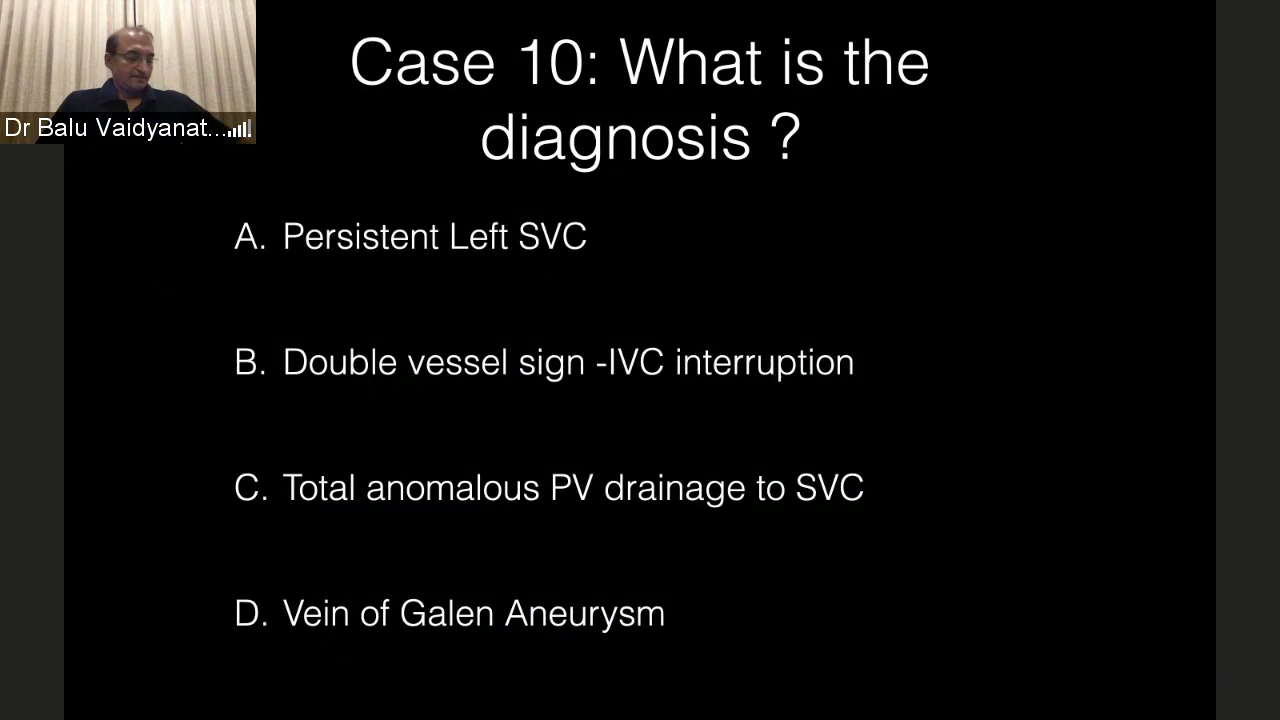 Case 10: What is the
diagnosis ?
Dr Balu Vaidyanat...
A. Persistent Left SVC
B. Double vessel sign -IVC interruption
C. Total anomalous PV drainage to SVC
D. Vein of Galen Aneurysm